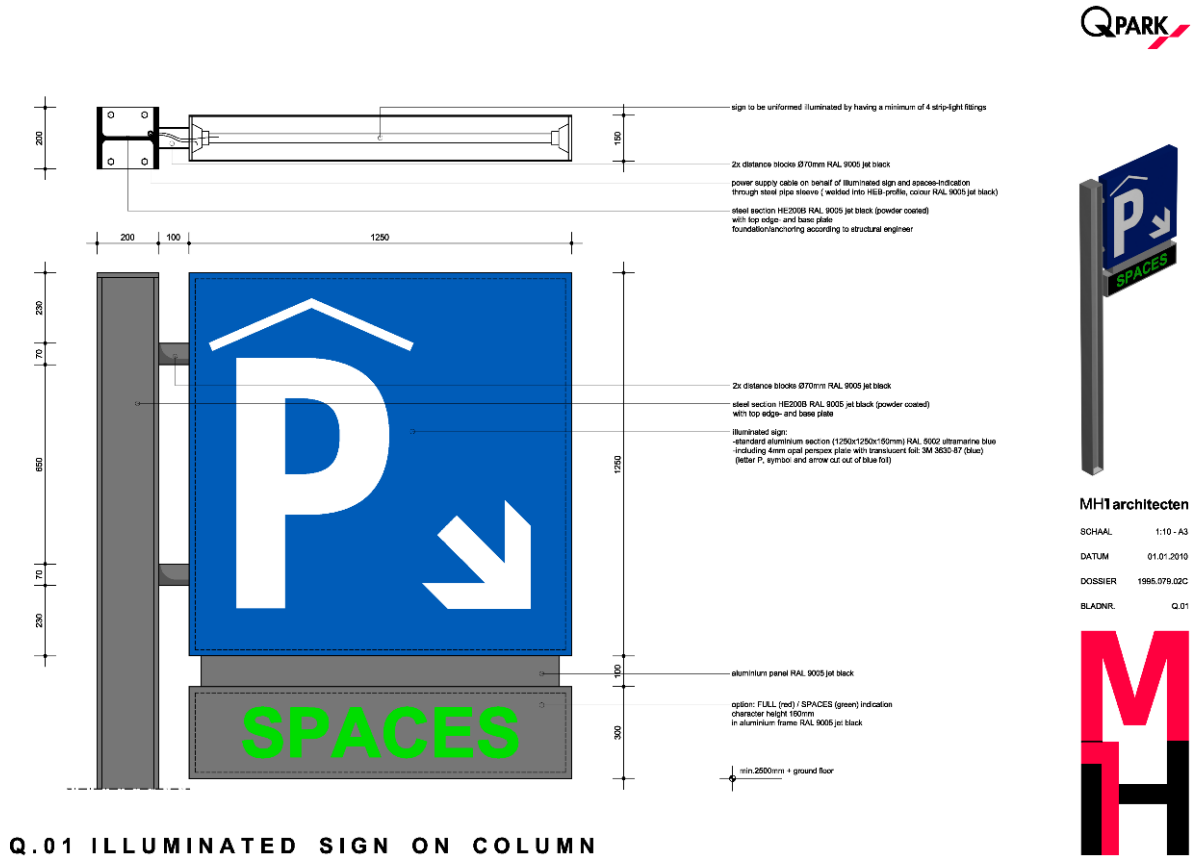 QPARK
sign to be uniformed illuminated by having a minimum of 4 strip-light fittings
200
150
2x distance blocks Ø70mm RAL 9005 jet black
power supply cable on behalf of illuminated sign and spaces-indication
through steel pipe sleeve ( welded into HEB-profile, colour RAL 9005 jet black)
steel section HE200B RAL 9005 jet black (powder coated)
with top edge- and base plate
foundation/anchoring according to structural engineer
200
100
1250
P
SPACES
230
70
650
70
230
P
1250
2x distance blocks Ø70mm RAL 9005 jet black
steel section HE200B RAL 9005 jet black (powder coated)
with top edge- and base plate
illuminated sign:
-standard aluminium section (1250x1250x150mm) RAL 5002 ultramarine blue
-including 4mm opal perspex plate with translucent foil: 3M 3630-87 (blue)
(letter P, symbol and arrow cut out of blue foil)
MH1 architecten
SCHAAL 1:10 - A3
DATUM 01.01.2010
DOSSIER 1995.079.02C
BLADNR. Q.01
100
aluminium panel RAL 9005 jet black
SPACES
300
option: FULL (red) / SPACES (green) indication
character height 160mm
in aluminium frame RAL 9005 jet black
min.2500mm + ground floor
MH
Q.01 ILLUMINATED SIGN ON COLUMN